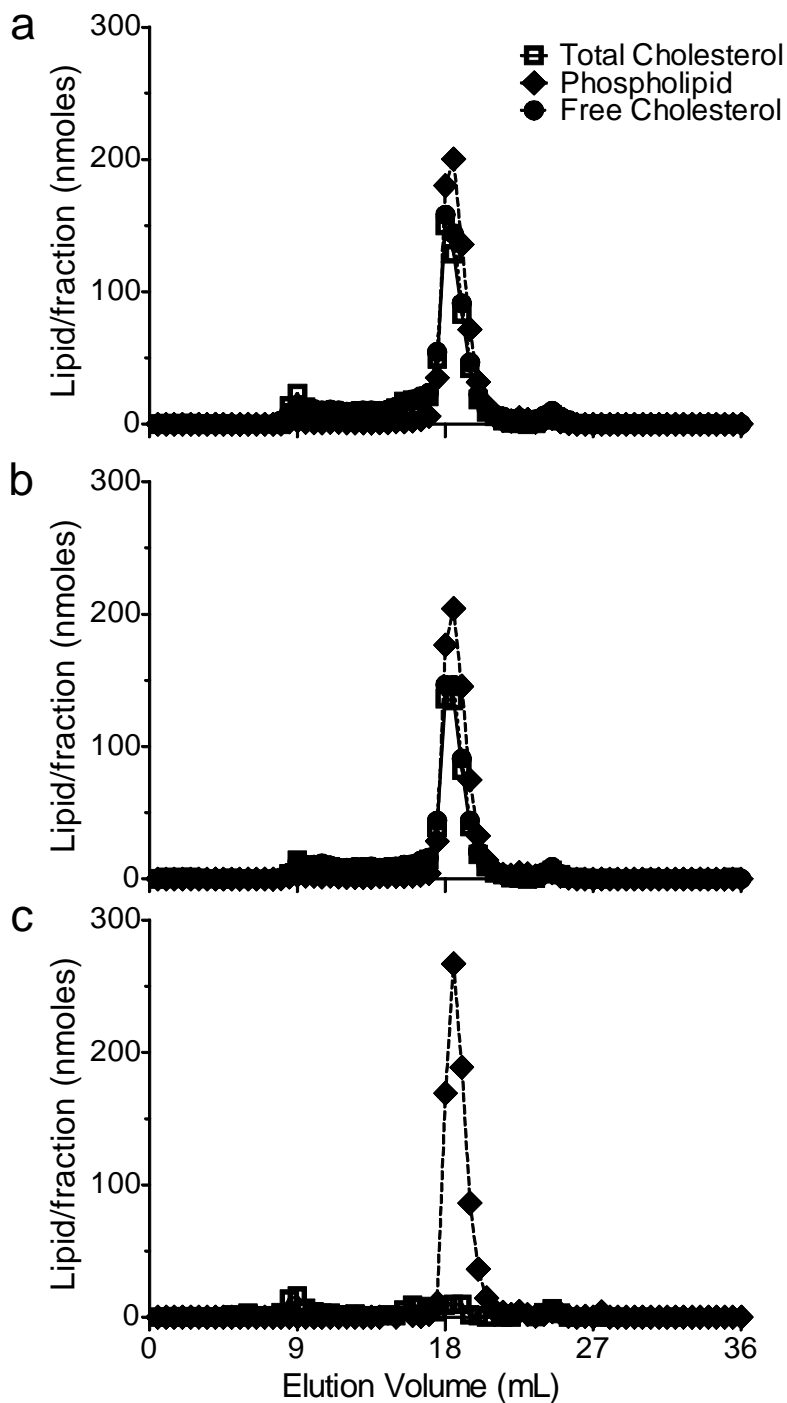 a
300
200
100
0
Lipid/fraction (nmoles)
Total Cholesterol
Phospholipid
Free Cholesterol
b
300
200
100
0
Lipid/fraction (nmoles)
c
300
200
100
0
Lipid/fraction (nmoles)
0 9 18 27 36
Elution Volume (mL)